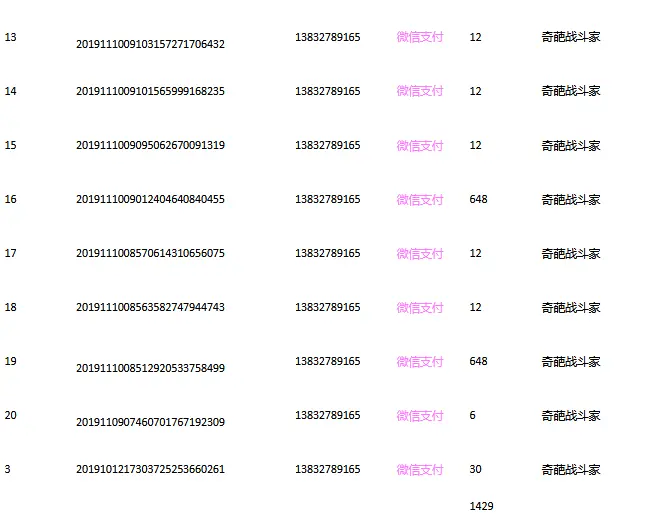 13 2019111009103157271706432 13832789165 微信支付 12 奇葩战斗家
14 2019111009101565999168235 13832789165 微信支付 12 奇葩战斗家
15 2019111009095062670091319 13832789165 微信支付 12 奇葩战斗家
16 2019111009012404640840455 13832789165 微信支付 648 奇葩战斗家
17 2019111008570614310656075 13832789165 微信支付 12 奇葩战斗家
18 2019111008563582747944743 13832789165 微信支付 12 奇葩战斗家
19 2019111008512920533758499 13832789165 微信支付 648 奇葩战斗家
20 2019110907460701767192309 13832789165 微信支付 6 奇葩战斗家
3 2019101217303725253660261 13832789165 微信支付 30 奇葩战斗家
1429